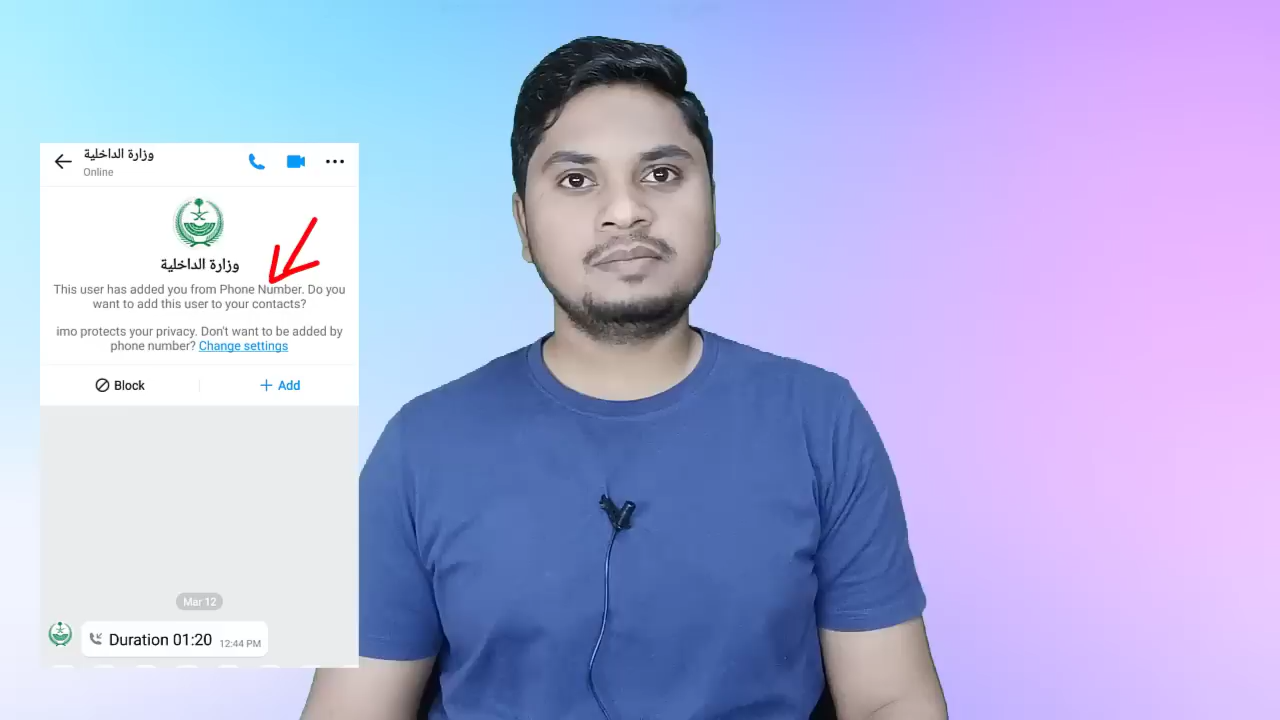 وزارة الداخلية
Online
وزارة الداخلية
This user has added you from Phone Number. Do you
want to add this user to your contacts?
imo protects your privacy. Don't want to be added by
phone number? Change settings
Block
Add
Mar 12
Duration 01:20 12:44 PM